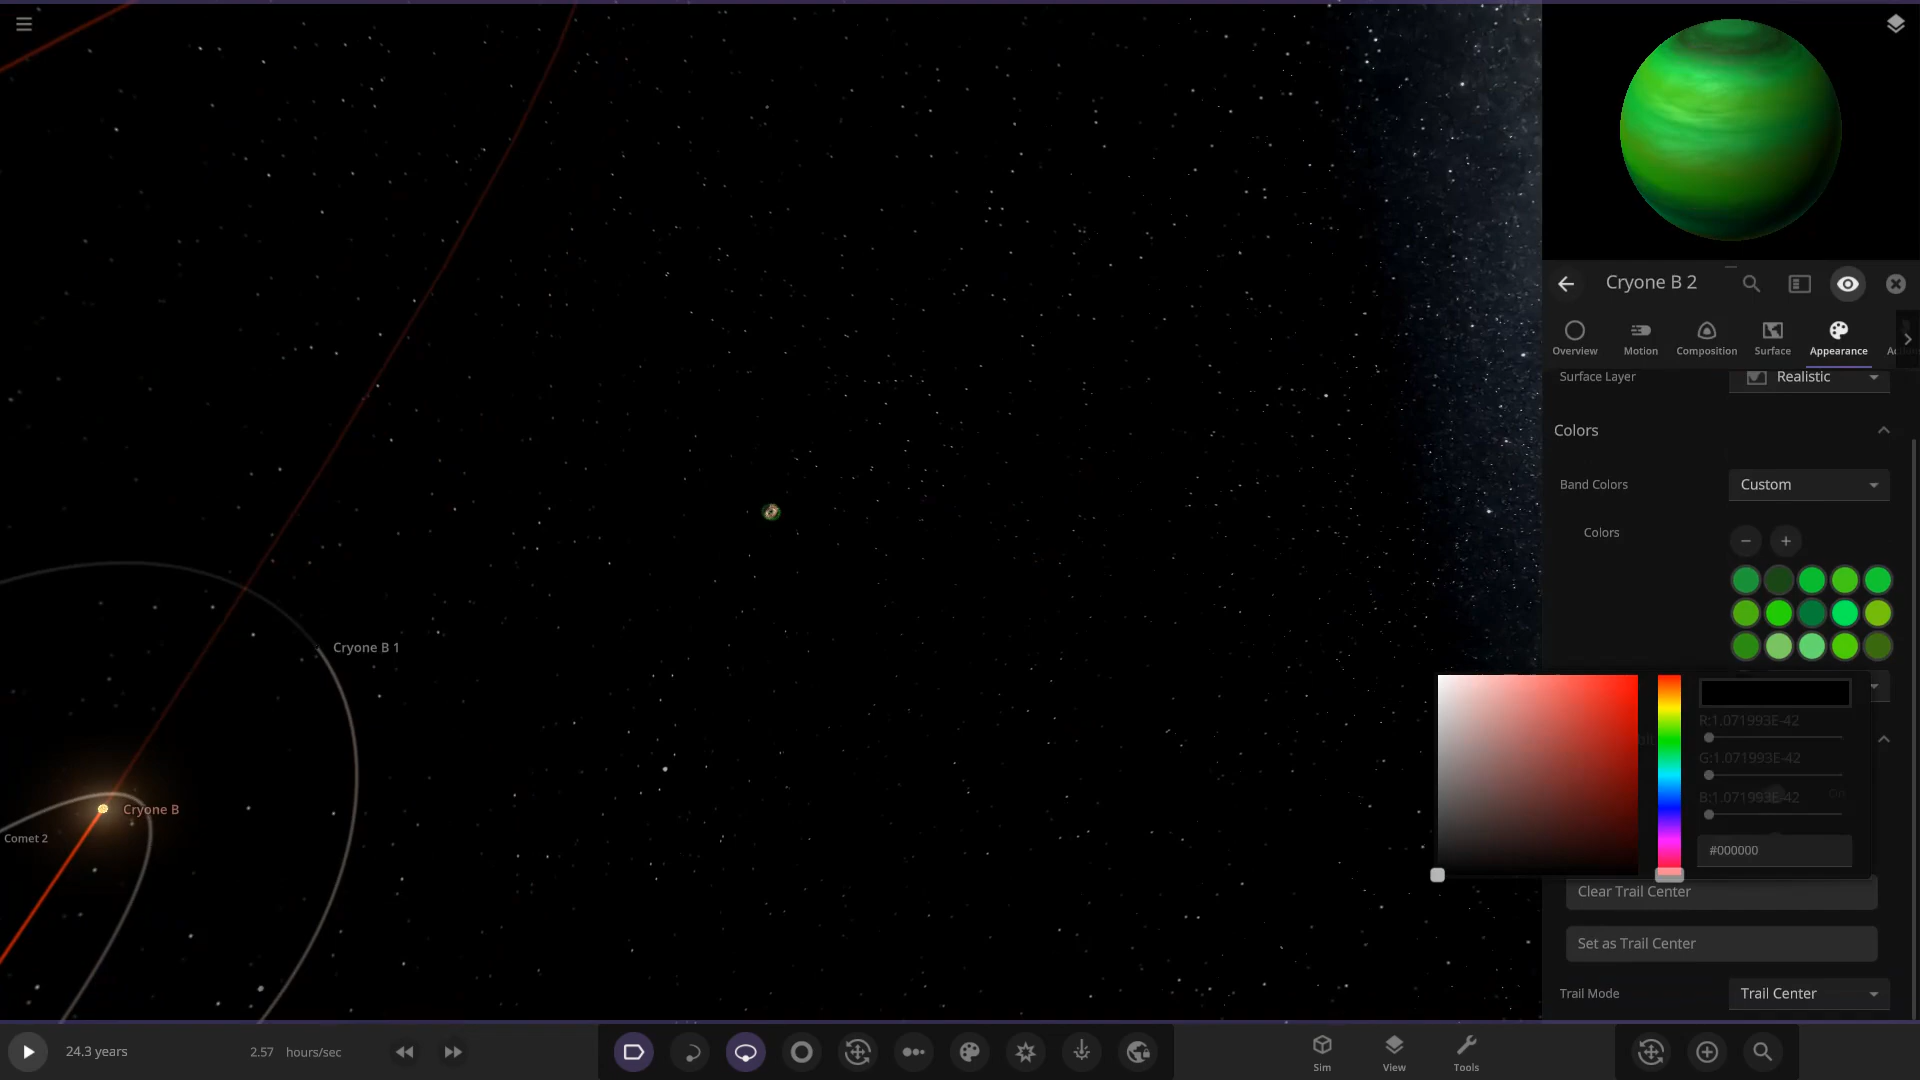 Cryone B 2
Overview
Motion
Composition
Surface
Appearance
Surface Layer
Realistic
Colors
Band Colors
Custom
Colors
Cryone B 1
R:1.071993E-42
G:1.071993E-42
Cryone B
B:1.071993E-42
On
Comet 2
#000000
Clear Trail Center
Set as Trail Center
Trail Mode
Trail Center
24.3 years
2.57 hours/sec
Sim
View
Tools